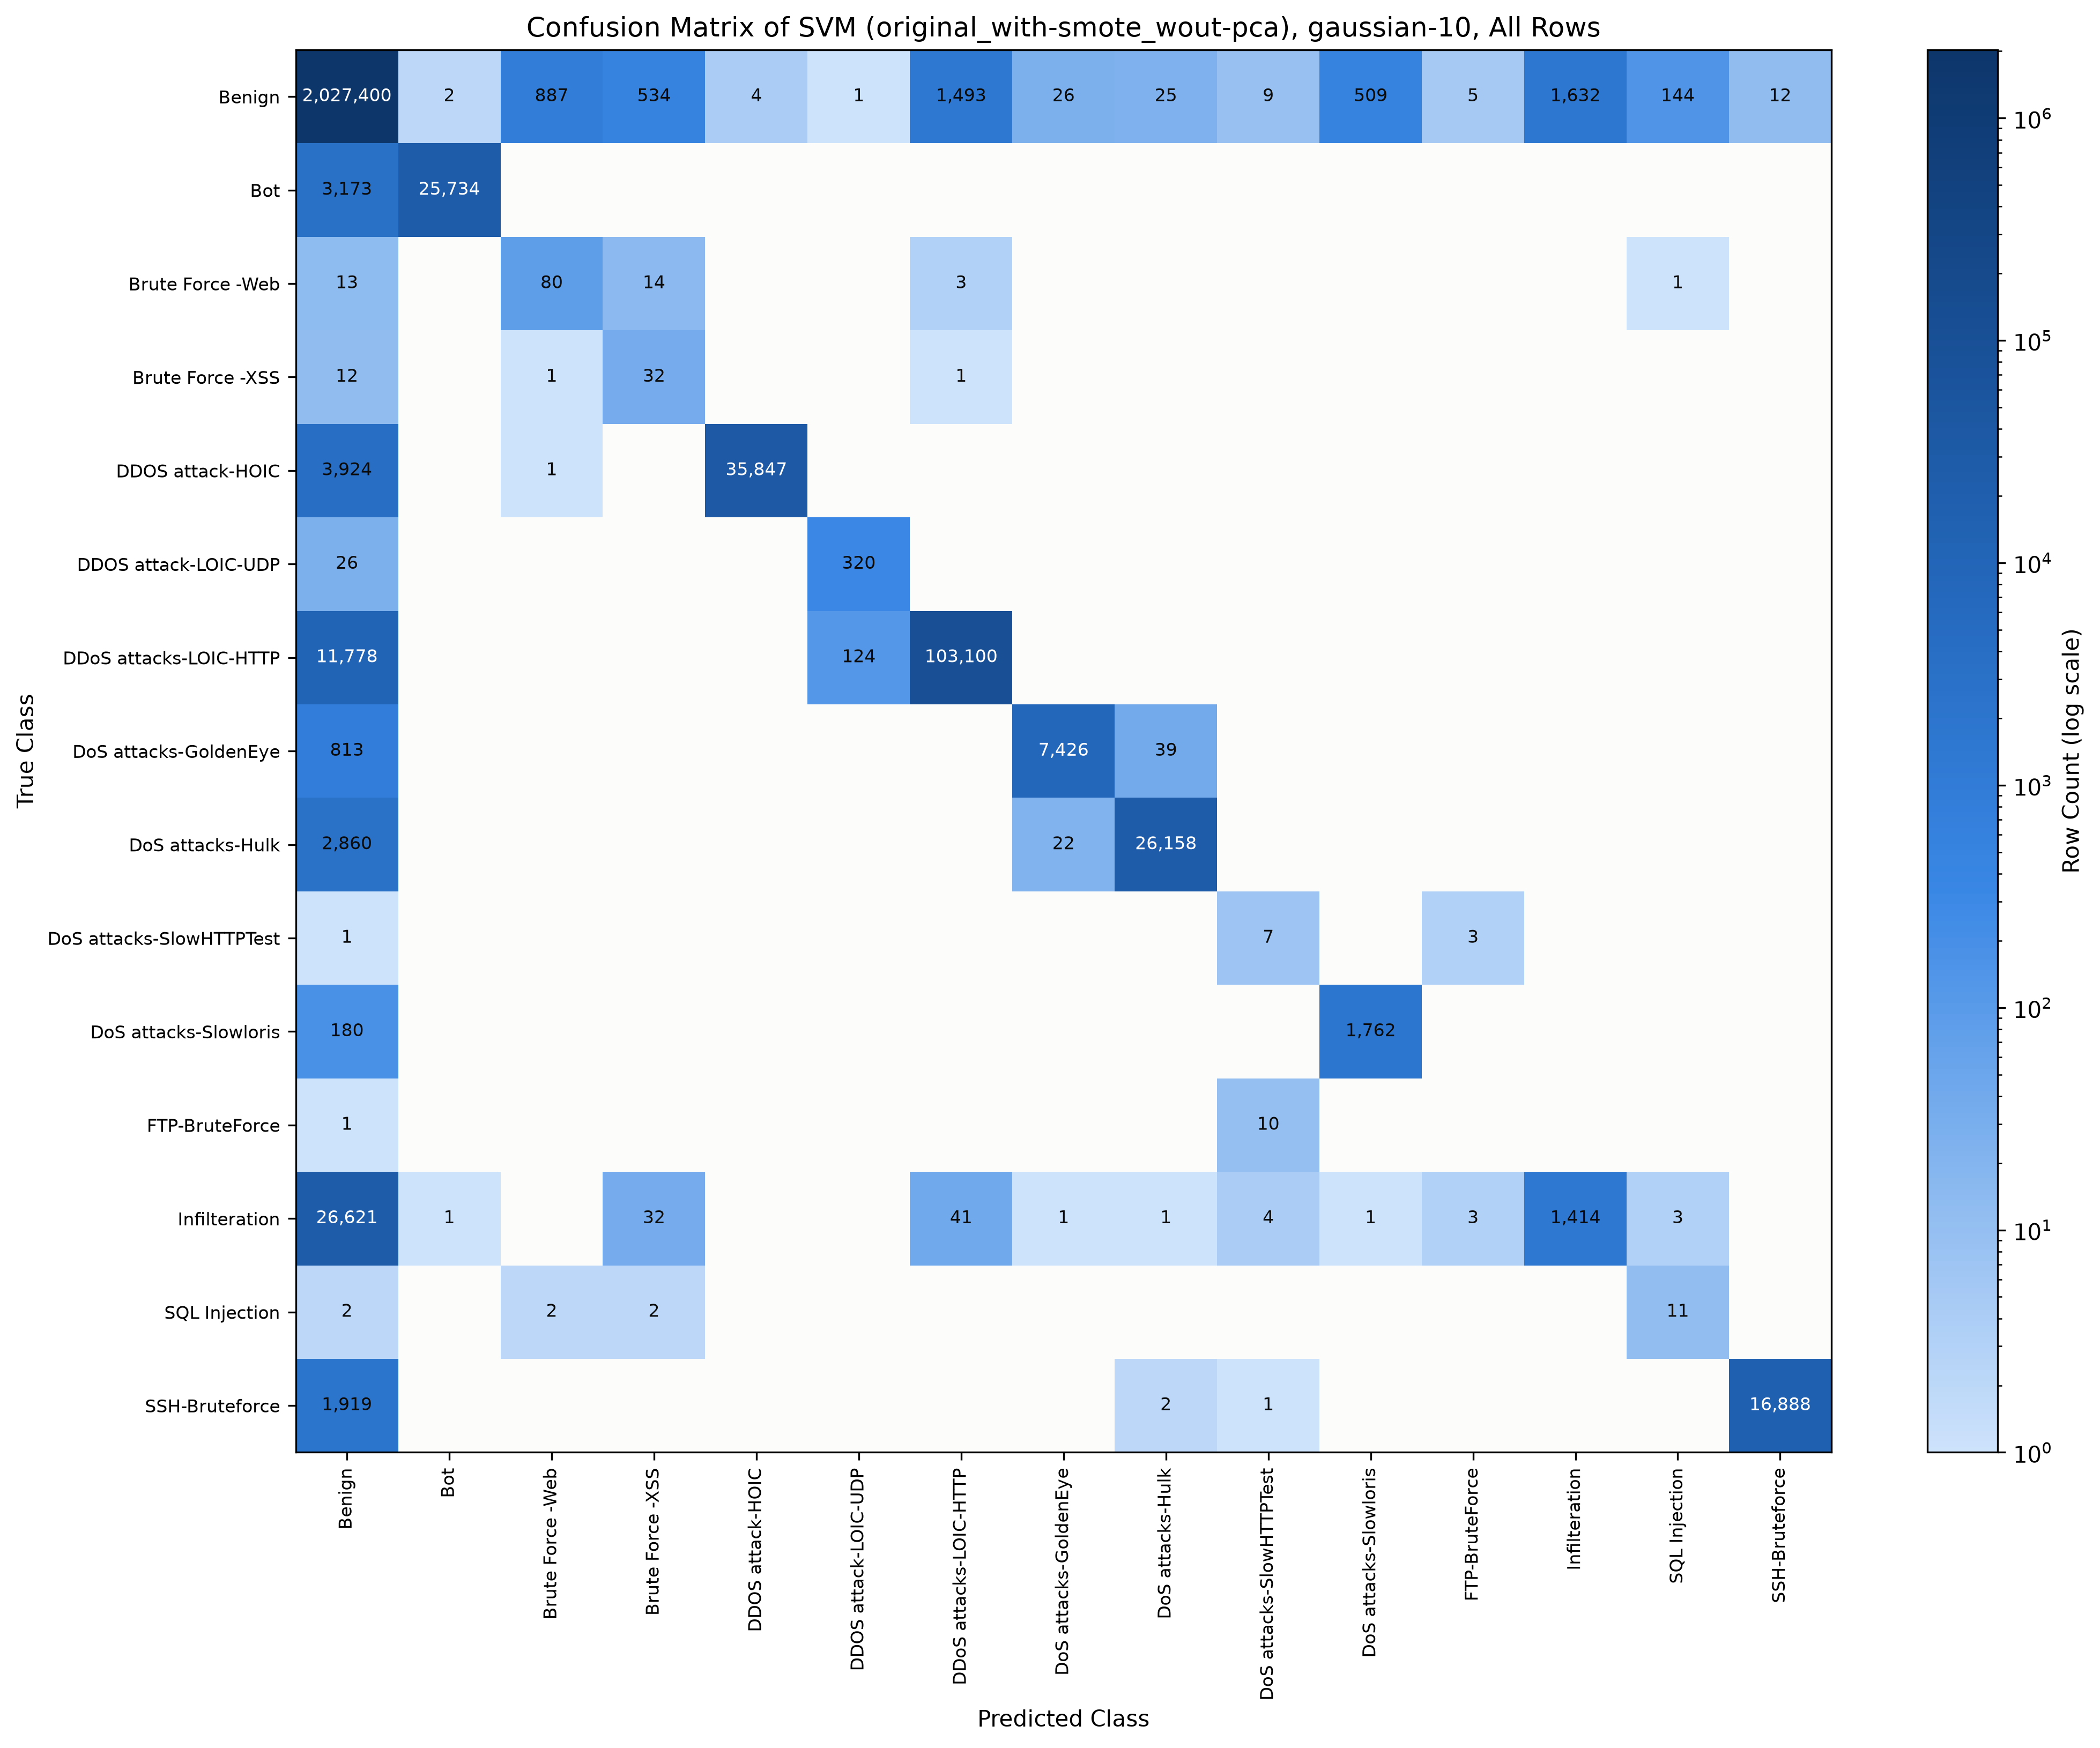 Confusion Matrix of SVM (original_with-smote_wout-pca), gaussian-10, All Rows
True Class
Benign 2,027,400 2 887 534 4 1 1,493 26 25 9 509 5 1,632 144 12
Bot 3,173 25,734
Brute Force -Web 13 80 14 3 1
Brute Force -XSS 12 1 32 1
DDOS attack-HOIC 3,924 1 35,847
DDOS attack-LOIC-UDP 26 320
DDoS attacks-LOIC-HTTP 11,778 124 103,100
DoS attacks-GoldenEye 813 7,426 39
DoS attacks-Hulk 2,860 22 26,158
DoS attacks-SlowHTTPTest 1 7 3
DoS attacks-Slowloris 180 1,762
FTP-BruteForce 1 10
Infilteration 26,621 1 32 41 1 1 4 1 3 1,414 3
SQL Injection 2 2 2 11
SSH-Bruteforce 1,919 2 1 16,888
Benign
Bot
Brute Force -Web
Brute Force -XSS
DDOS attack-HOIC
DDOS attack-LOIC-UDP
DDoS attacks-LOIC-HTTP
DoS attacks-GoldenEye
DoS attacks-Hulk
DoS attacks-SlowHTTPTest
DoS attacks-Slowloris
FTP-BruteForce
Infilteration
SQL Injection
SSH-Bruteforce
Predicted Class
10⁶
10⁵
10⁴
10³
10²
10¹
10⁰
Row Count (log scale)